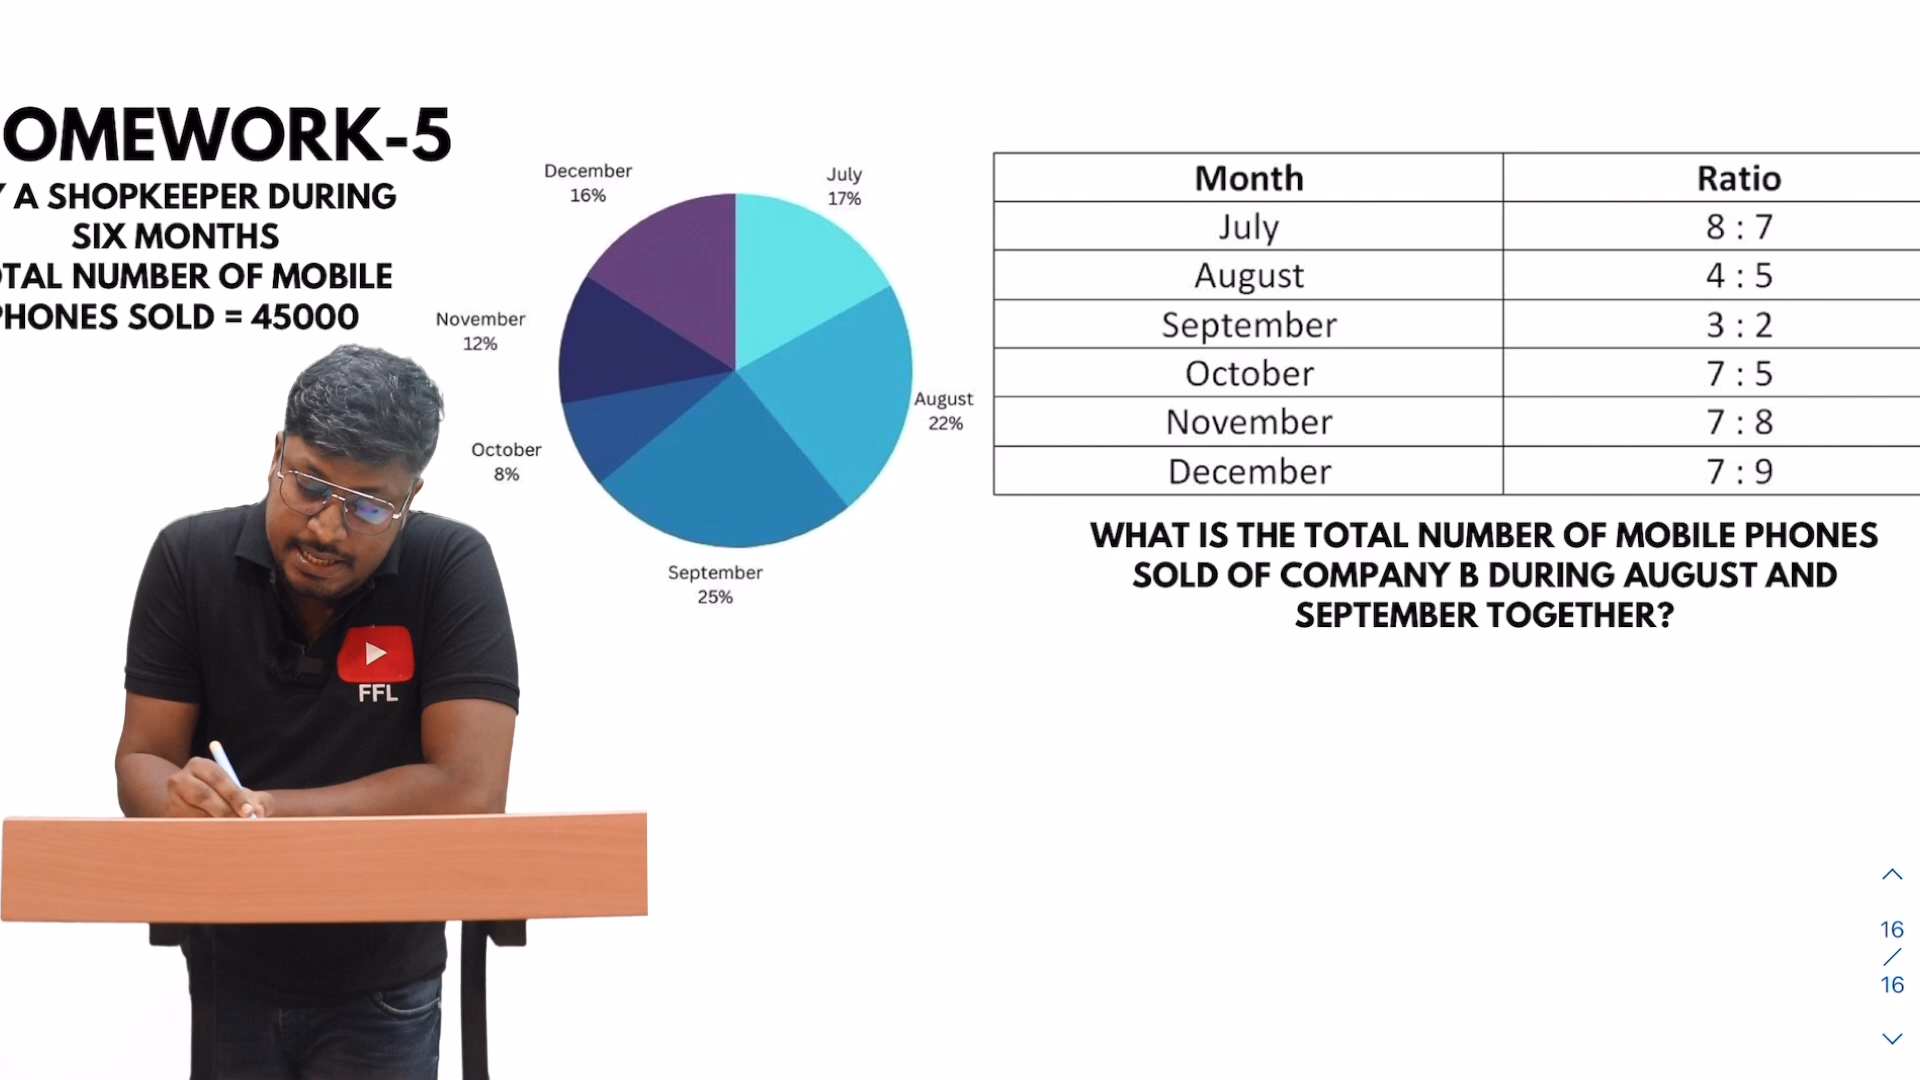 OMEWORK-5
Y A SHOPKEEPER DURING
SIX MONTHS
OTAL NUMBER OF MOBILE
PHONES SOLD = 45000
December
16%
July
17%
November
12%
August
22%
October
8%
September
25%
Month Ratio
July 8 : 7
August 4 : 5
September 3 : 2
October 7 : 5
November 7 : 8
December 7 : 9
WHAT IS THE TOTAL NUMBER OF MOBILE PHONES
SOLD OF COMPANY B DURING AUGUST AND
SEPTEMBER TOGETHER?
FFL
16
/
16